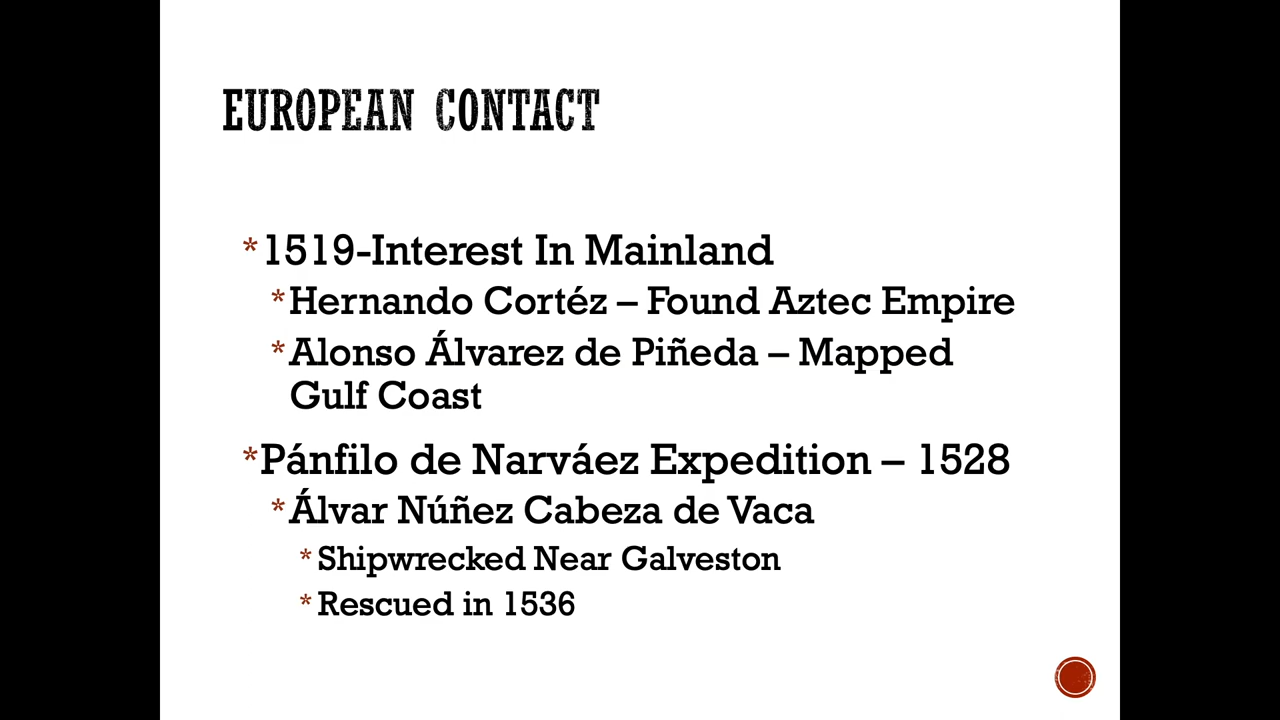 EUROPEAN CONTACT
*1519-Interest In Mainland
*Hernando Cortéz – Found Aztec Empire
*Alonso Álvarez de Piñeda – Mapped
Gulf Coast
*Pánfilo de Narváez Expedition – 1528
*Álvar Núñez Cabeza de Vaca
*Shipwrecked Near Galveston
*Rescued in 1536